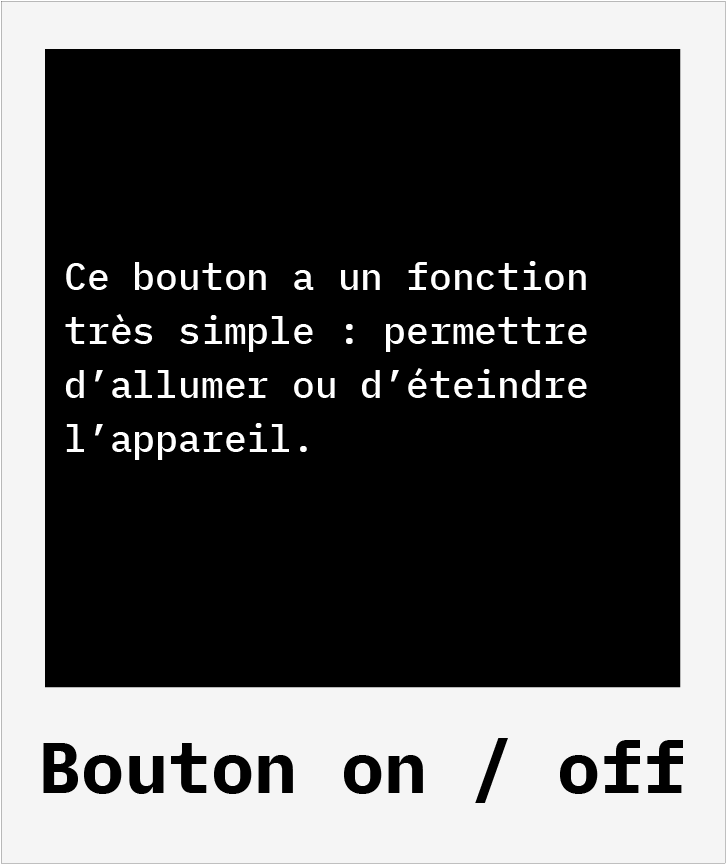 Ce bouton a un fonction
très simple : permettre
d’allumer ou d’éteindre
l’appareil.
Bouton on / off